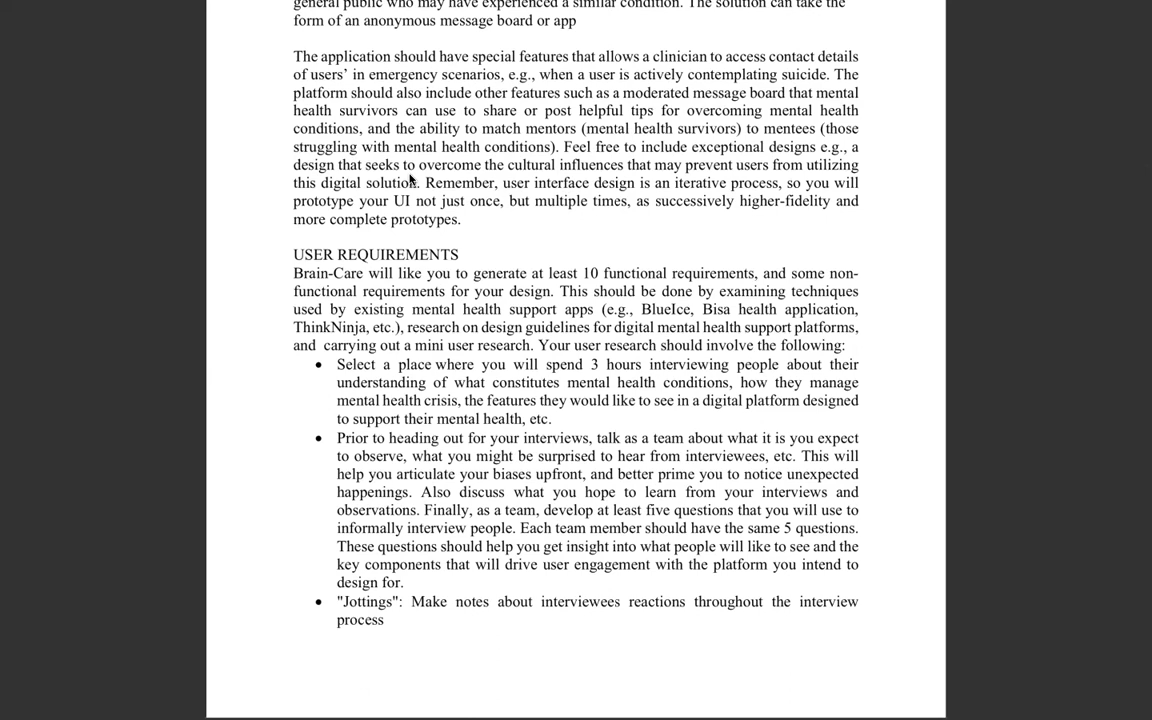 general public who may have experienced a similar condition. The solution can take the
form of an anonymous message board or app
The application should have special features that allows a clinician to access contact details
of users' in emergency scenarios, e.g., when a user is actively contemplating suicide. The
platform should also include other features such as a moderated message board that mental
health survivors can use to share or post helpful tips for overcoming mental health
conditions, and the ability to match mentors (mental health survivors) to mentees (those
struggling with mental health conditions). Feel free to include exceptional designs e.g., a
design that seeks to overcome the cultural influences that may prevent users from utilizing
this digital solution. Remember, user interface design is an iterative process, so you will
prototype your UI not just once, but multiple times, as successively higher-fidelity and
more complete prototypes.
USER REQUIREMENTS
Brain-Care will like you to generate at least 10 functional requirements, and some non-
functional requirements for your design. This should be done by examining techniques
used by existing mental health support apps (e.g., BlueIce, Bisa health application,
ThinkNinja, etc.), research on design guidelines for digital mental health support platforms,
and carrying out a mini user research. Your user research should involve the following:
• Select a place where you will spend 3 hours interviewing people about their
understanding of what constitutes mental health conditions, how they manage
mental health crisis, the features they would like to see in a digital platform designed
to support their mental health, etc.
• Prior to heading out for your interviews, talk as a team about what it is you expect
to observe, what you might be surprised to hear from interviewees, etc. This will
help you articulate your biases upfront, and better prime you to notice unexpected
happenings. Also discuss what you hope to learn from your interviews and
observations. Finally, as a team, develop at least five questions that you will use to
informally interview people. Each team member should have the same 5 questions.
These questions should help you get insight into what people will like to see and the
key components that will drive user engagement with the platform you intend to
design for.
• "Jottings": Make notes about interviewees reactions throughout the interview
process